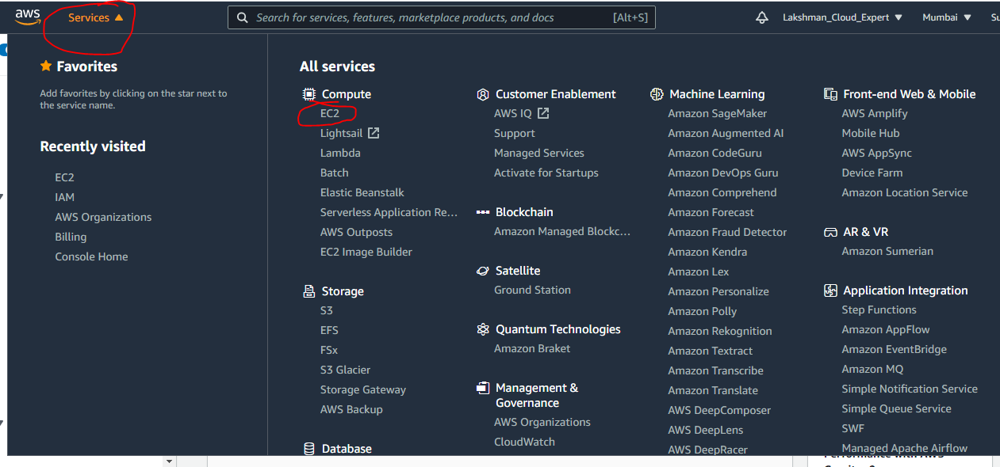 aws
Services
Search for services, features, marketplace products, and docs
[Alt+S]
Lakshman_Cloud_Expert
Mumbai
Favorites
Add favorites by clicking on the star next to
the service name.
Recently visited
EC2
IAM
AWS Organizations
Billing
Console Home
All services
Compute
EC2
Lightsail
Lambda
Batch
Elastic Beanstalk
Serverless Application Re...
AWS Outposts
EC2 Image Builder
Storage
S3
EFS
FSx
S3 Glacier
Storage Gateway
AWS Backup
Database
Customer Enablement
AWS IQ
Support
Managed Services
Activate for Startups
Blockchain
Amazon Managed Blockc...
Satellite
Ground Station
Quantum Technologies
Amazon Braket
Management &
Governance
AWS Organizations
CloudWatch
Machine Learning
Amazon SageMaker
Amazon Augmented AI
Amazon CodeGuru
Amazon DevOps Guru
Amazon Comprehend
Amazon Forecast
Amazon Fraud Detector
Amazon Kendra
Amazon Lex
Amazon Personalize
Amazon Polly
Amazon Rekognition
Amazon Textract
Amazon Transcribe
Amazon Translate
AWS DeepComposer
AWS DeepLens
AWS DeepRacer
Front-end Web & Mobile
AWS Amplify
Mobile Hub
AWS AppSync
Device Farm
Amazon Location Service
AR & VR
Amazon Sumerian
Application Integration
Step Functions
Amazon AppFlow
Amazon EventBridge
Amazon MQ
Simple Notification Service
Simple Queue Service
SWF
Managed Apache Airflow